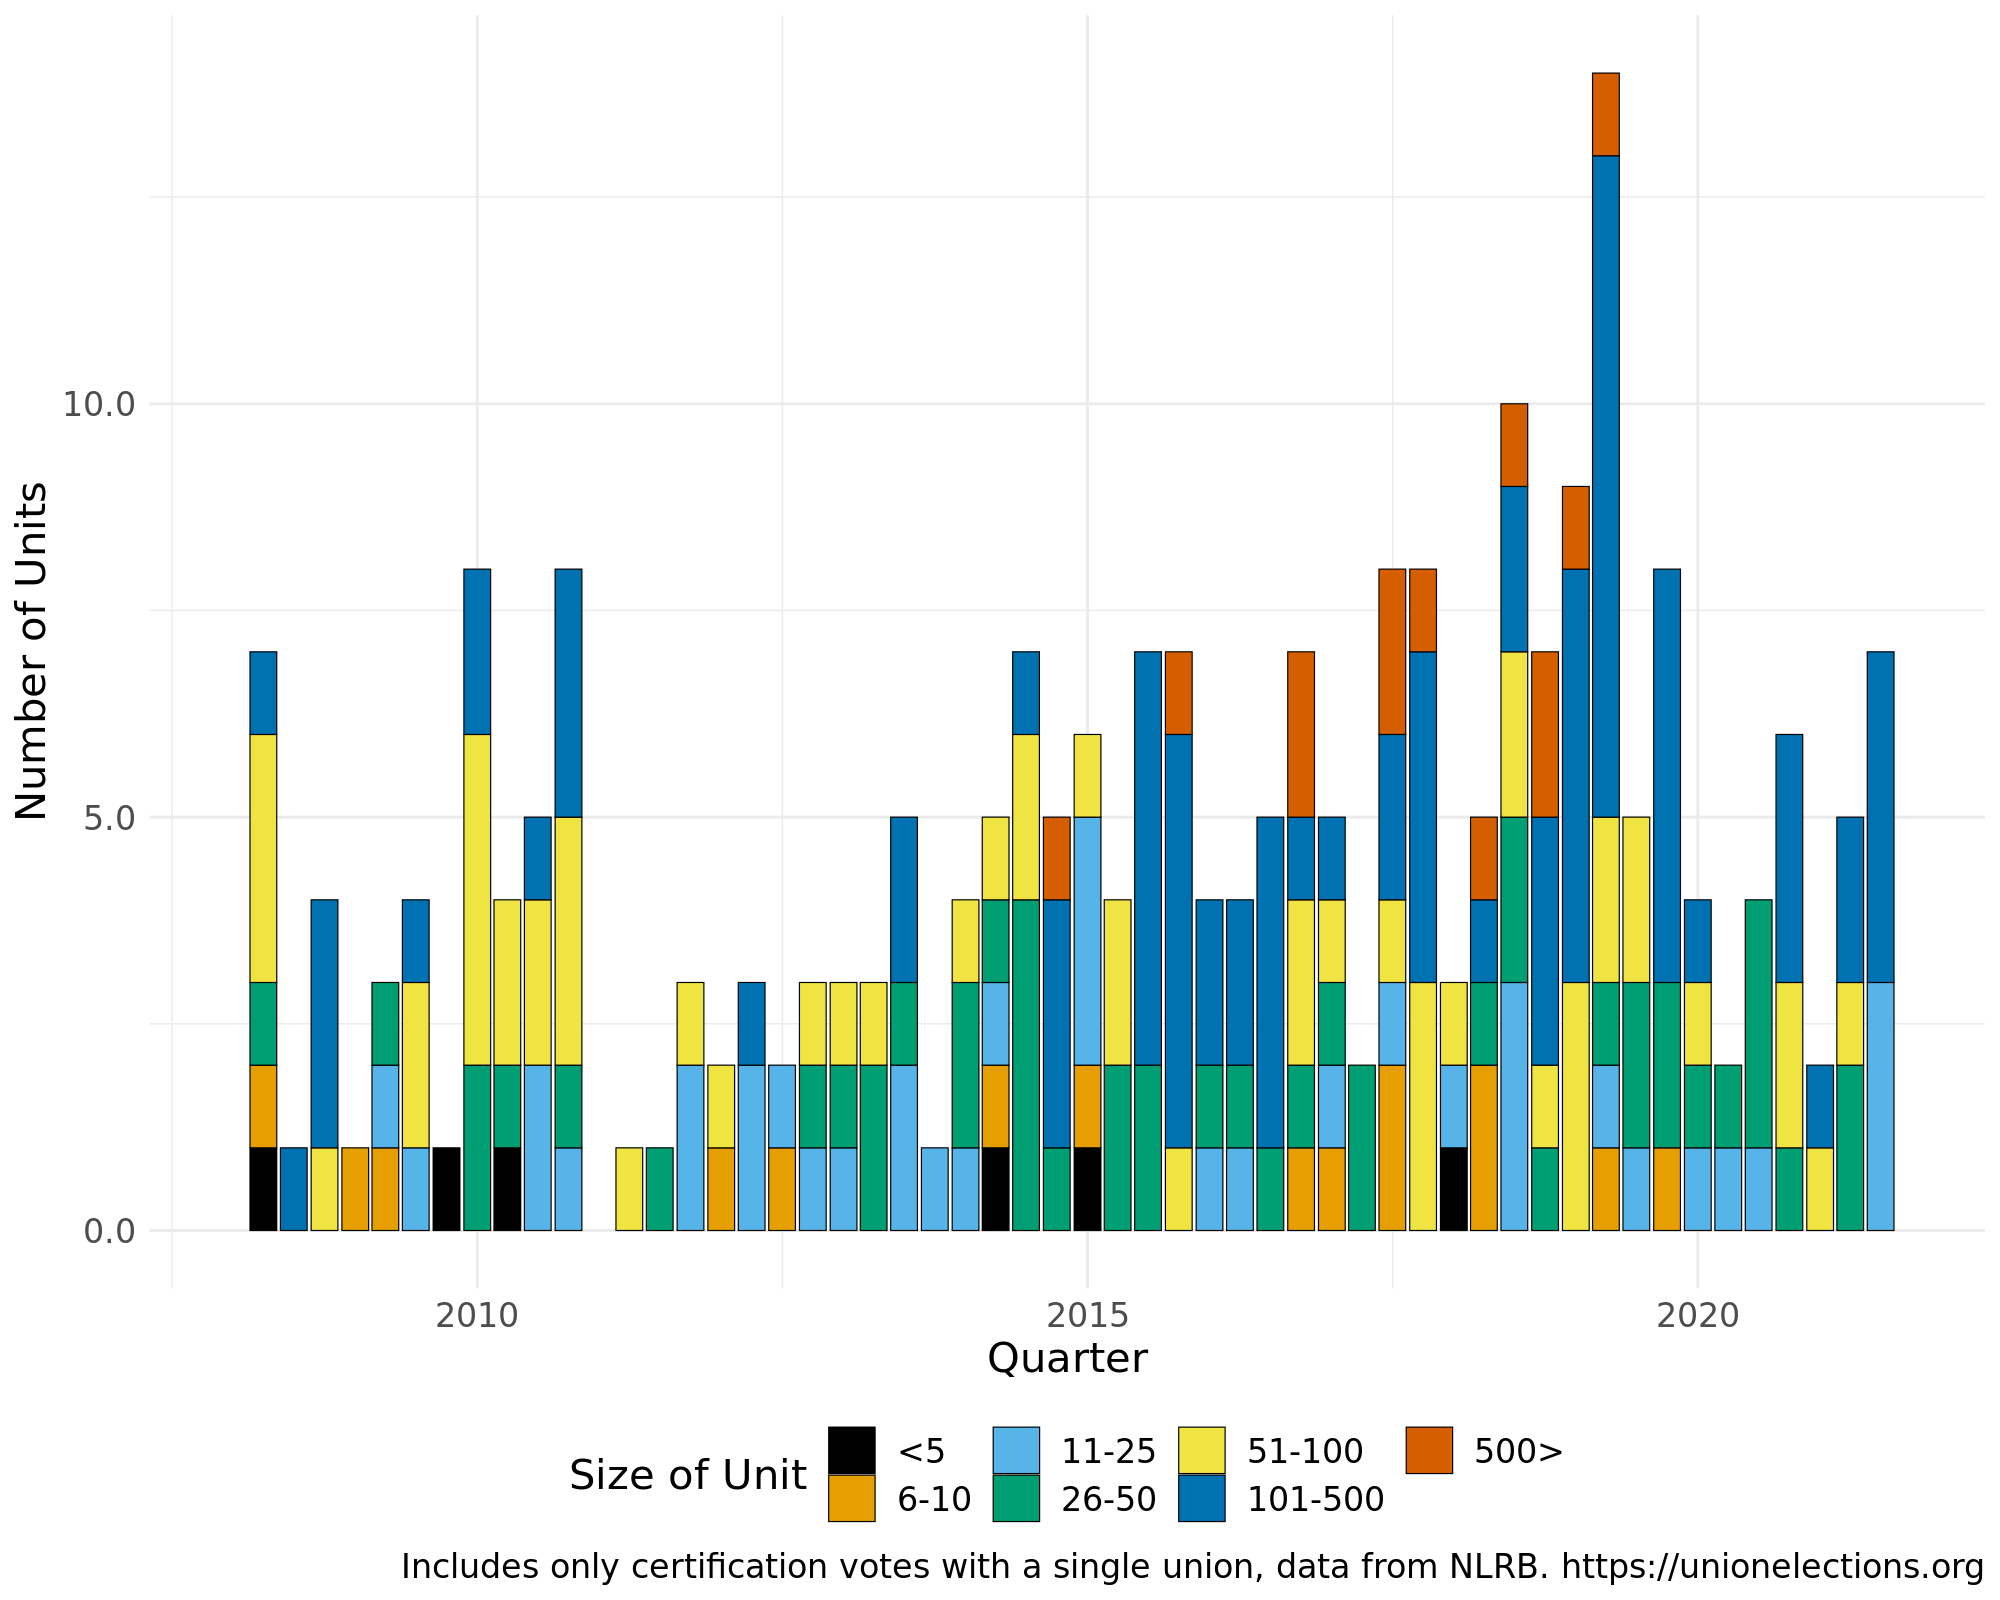 10.0
5.0
0.0
Number of Units
2010 2015 2020
Quarter
Size of Unit
<5 11-25 51-100 500>
6-10 26-50 101-500
Includes only certification votes with a single union, data from NLRB. https://unionelections.org